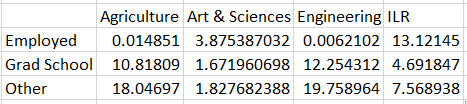 Agriculture Art & Sciences Engineering ILR
Employed 0.014851 3.875387032 0.0062102 13.12145
Grad School 10.81809 1.671960698 12.254312 4.691847
Other 18.04697 1.827682388 19.758964 7.568938